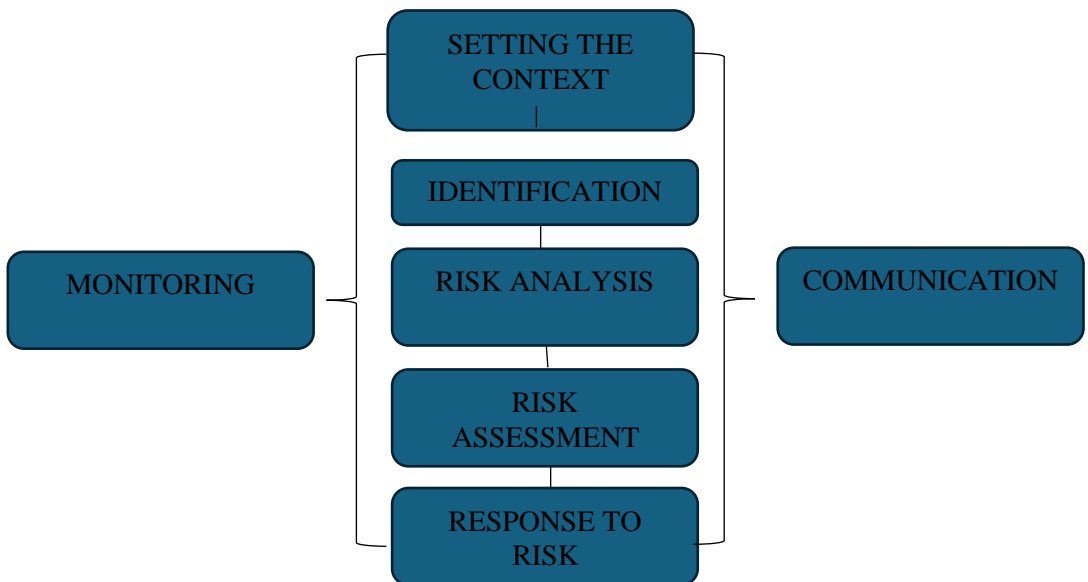 SETTING THE
CONTEXT
IDENTIFICATION
MONITORING
RISK ANALYSIS
COMMUNICATION
RISK
ASSESSMENT
RESPONSE TO
RISK